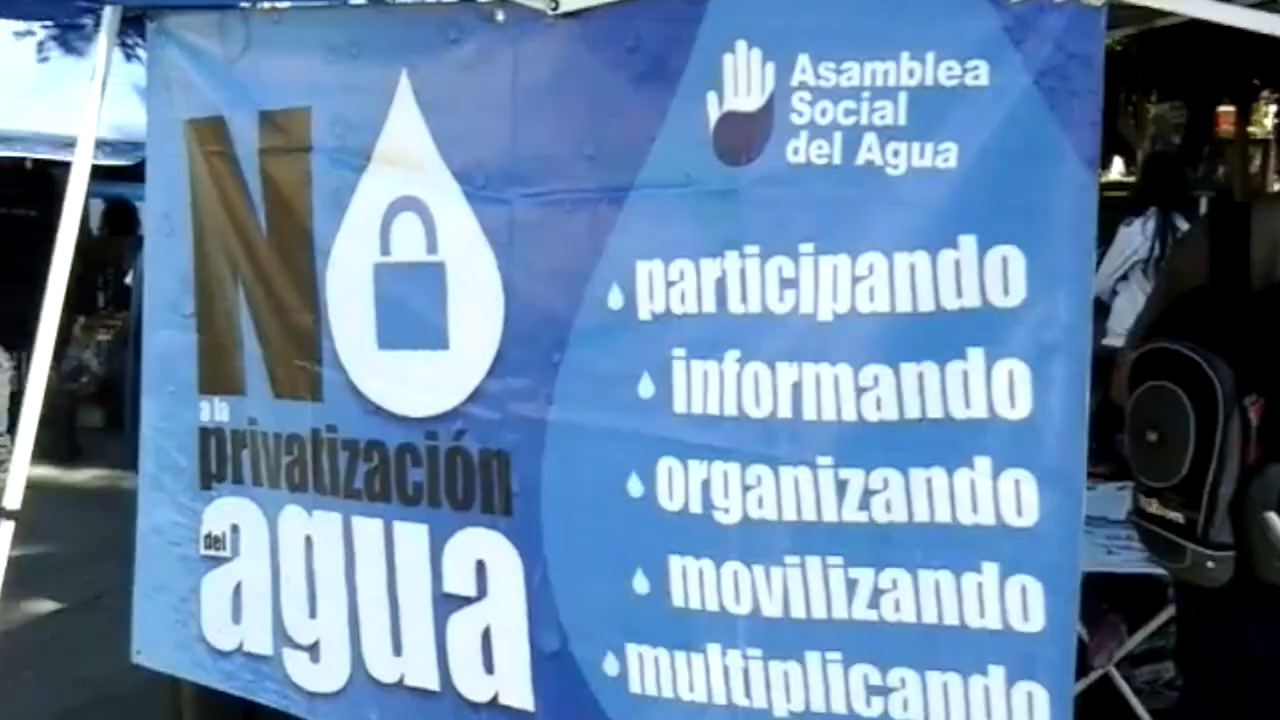 NO
a la
privatización
del agua
Asamblea
Social
del Agua
participando
informando
organizando
movilizando
multiplicando